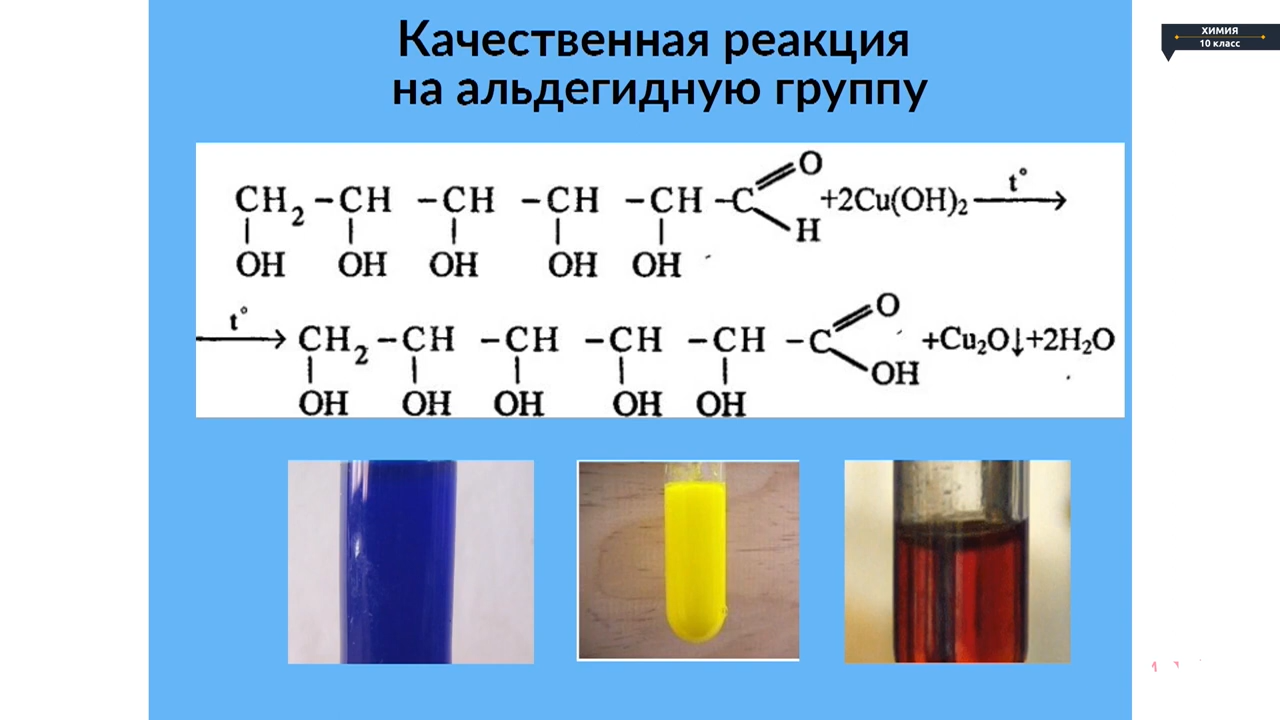 Качественная реакция
на альдегидную группу
ХИМИЯ
10 класс
O
CH₂ –CH –CH –CH –CH –C +2Cu(OH)₂ t°
H
OH OH OH OH OH
t° O
CH₂ –CH –CH –CH –CH –C +Cu₂O↓+2H₂O
OH
OH OH OH OH OH